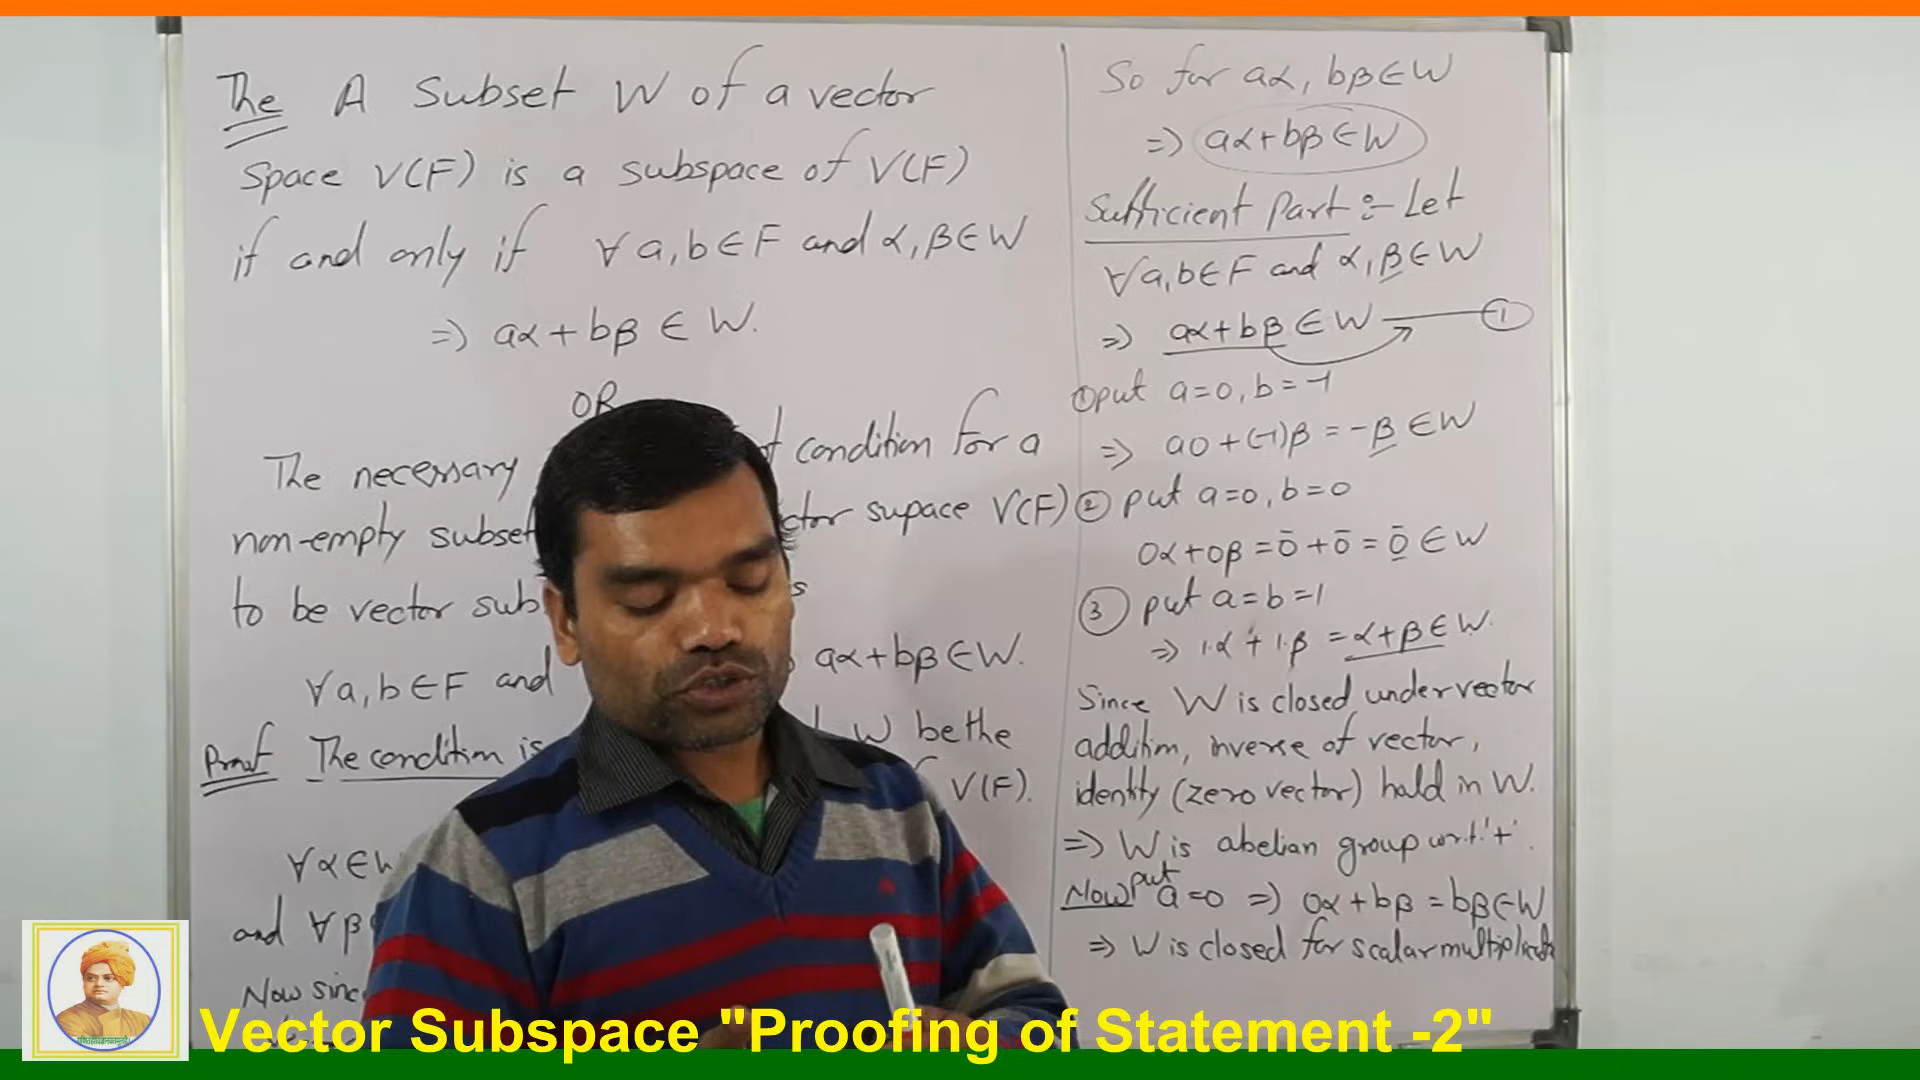 The A Subset W of a vector
Space V(F) is a subspace of V(F)
if and only if ∀ a, b ∈ F and α, β ∈ W
=> aα + bβ ∈ W.
OR
The necessary condition for a
non-empty subset supace V(F)
to be vector
∀ a, b ∈ F and aα + bβ ∈ W.
Proof The condition is W be the
V(F).
∀ α ∈ W
and ∀ β
Now
So for aα, bβ ∈ W
=> aα + bβ ∈ W
Sufficient Part :- Let
∀ a, b ∈ F and α, β ∈ W
=> aα + bβ ∈ W — ①
① put a = 0, b = -1
=> a0 + (-1)β = -β ∈ W
② put a = 0, b = 0
0α + 0β = 0̄ + 0̄ = 0̄ ∈ W
③ put a = b = 1
=> 1.α + 1.β = α + β ∈ W.
Since W is closed under vector
addition, inverse of vector,
identity (zero vector) hold in W.
=> W is abelian group w.r.t. '+'.
Now put a = 0 => 0α + bβ = bβ ∈ W
=> W is closed for scalar
Vector Subspace "Proofing of Statement -2"